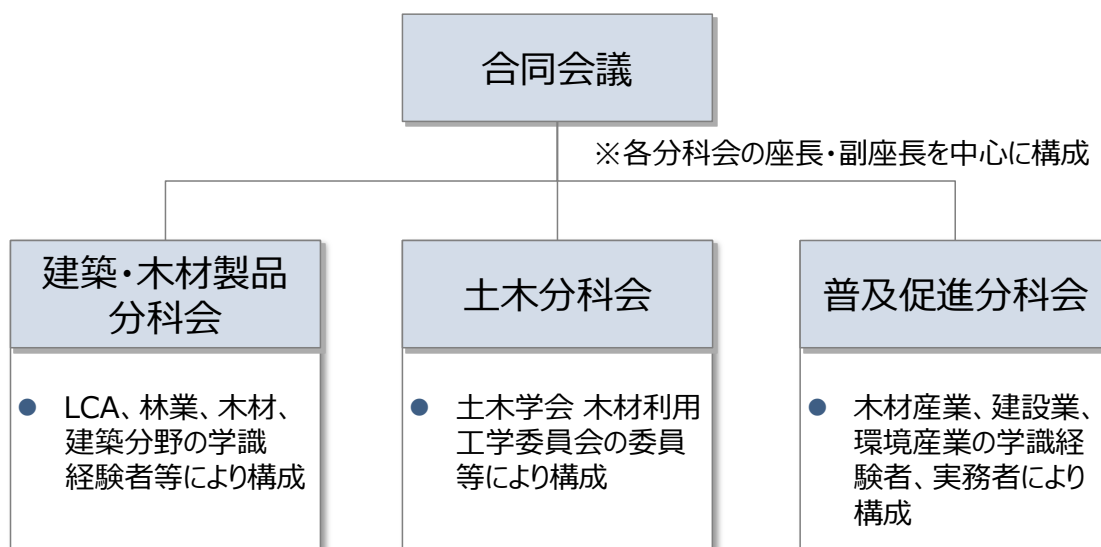 合同会議
※各分科会の座長・副座長を中心に構成
建築・木材製品
分科会
● LCA、林業、木材、
建築分野の学識
経験者等により構成
土木分科会
● 土木学会 木材利用
工学委員会の委員
等により構成
普及促進分科会
● 木材産業、建設業、
環境産業の学識経
験者、実務者により
構成